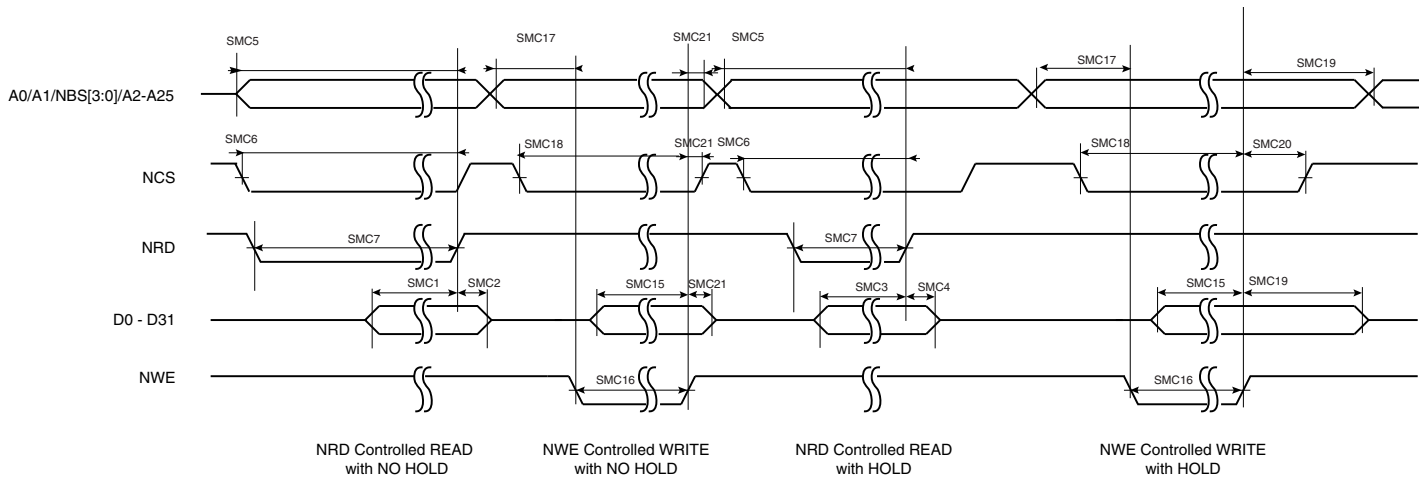 SMC5
SMC17
SMC21
SMC5
SMC17
SMC19
A0/A1/NBS[3:0]/A2-A25
SMC6
SMC18
SMC21
SMC6
SMC18
SMC20
NCS
NRD
SMC7
SMC7
SMC1
SMC2
SMC15
SMC21
SMC3
SMC4
SMC15
SMC19
D0 - D31
NWE
SMC16
SMC16
NRD Controlled READ
with NO HOLD
NWE Controlled WRITE
with NO HOLD
NRD Controlled READ
with HOLD
NWE Controlled WRITE
with HOLD